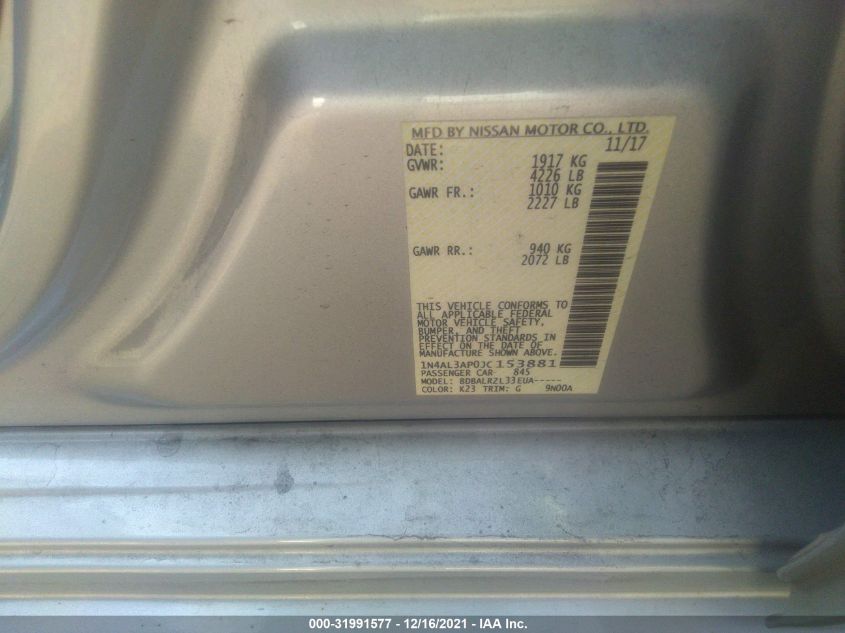 MFD BY NISSAN MOTOR CO., LTD.
DATE: 11/17
GVWR: 1917 KG
4226 LB
GAWR FR.: 1010 KG
2227 LB
GAWR RR.: 940 KG
2072 LB
THIS VEHICLE CONFORMS TO
ALL APPLICABLE FEDERAL
MOTOR VEHICLE SAFETY,
BUMPER, AND THEFT
PREVENTION STANDARDS IN
EFFECT ON THE DATE OF
MANUFACTURE SHOWN ABOVE.
1N4AL3AP0JC153881
PASSENGER CAR 845
MODEL: BDBALRZL33EUA-----
COLOR: K23 TRIM: G 9N00A
000-31991577 - 12/16/2021 - IAA Inc.